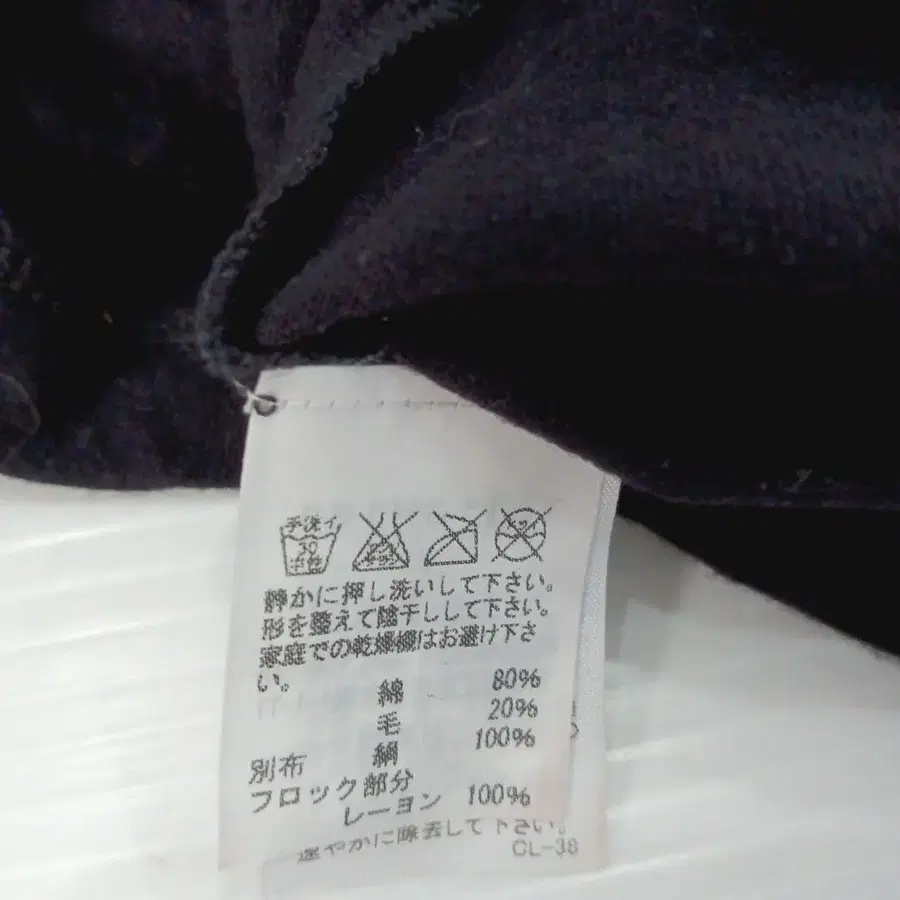 手洗イ
30
中性
静かに押し洗いして下さい。
形を整えて陰干しして下さい。
家庭での乾燥機はお避け下さ
い。
綿 80%
毛 20%
別布 絹 100%
フロック部分
レーヨン 100%
速やかに除去して下さい。
CL-38